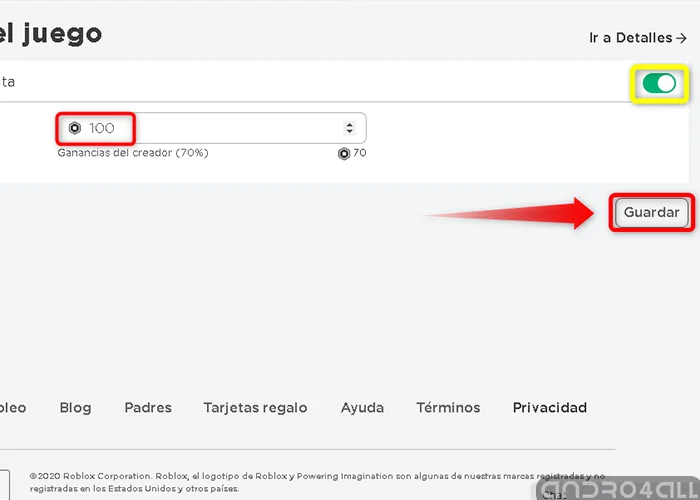 el juego
Ir a Detalles →
ta
100
Ganancias del creador (70%)
70
Guardar
oleo Blog Padres Tarjetas regalo Ayuda Términos Privacidad
©2020 Roblox Corporation. Roblox, el logotipo de Roblox y Powering Imagination son algunas de nuestras marcas registradas y no
registradas en los Estados Unidos y otros países.
Chat
ANDRO4ALL